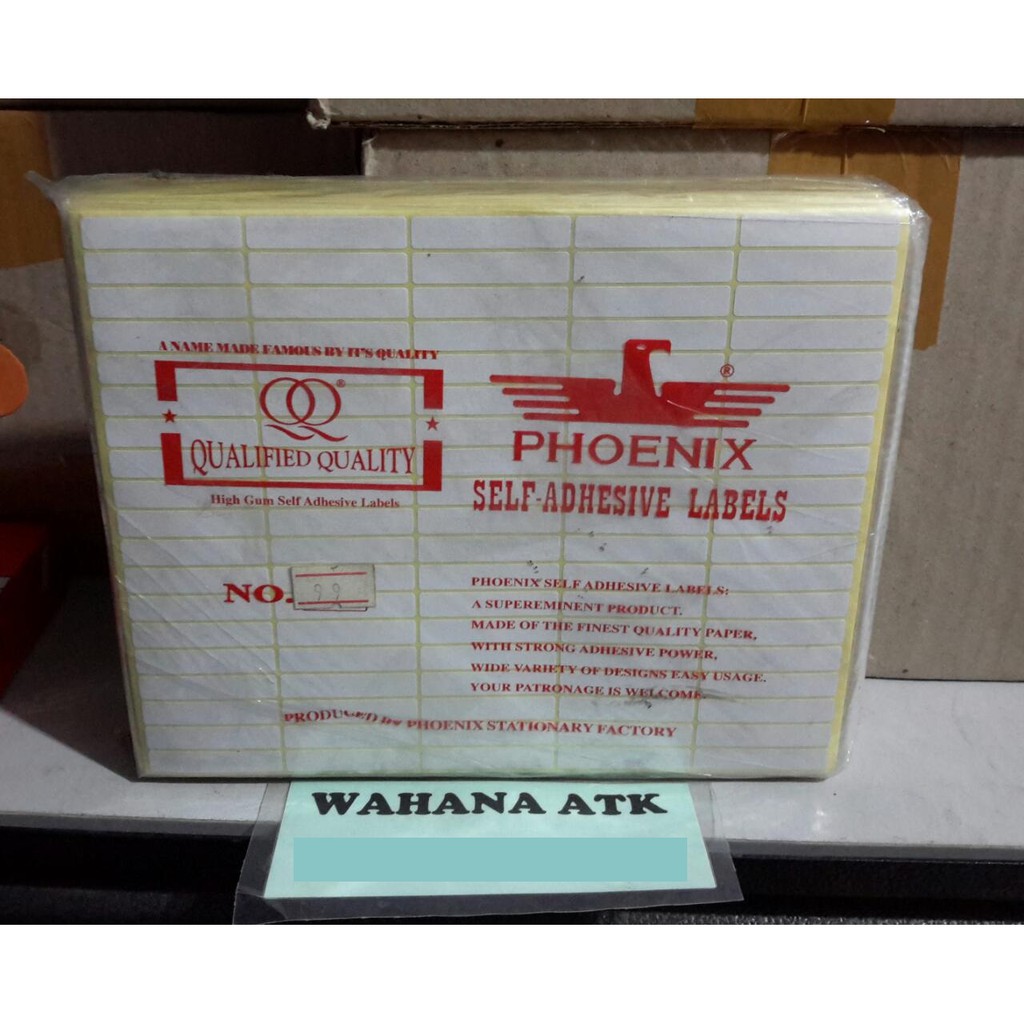 A NAME MADE FAMOUS BY IT'S QUALITY
QQ®
QUALIFIED QUALITY
High Gum Self Adhesive Labels
®
PHOENIX
SELF-ADHESIVE LABELS
NO. 99
PHOENIX SELF ADHESIVE LABELS:
A SUPEREMINENT PRODUCT.
MADE OF THE FINEST QUALITY PAPER,
WITH STRONG ADHESIVE POWER,
WIDE VARIETY OF DESIGNS EASY USAGE.
YOUR PATRONAGE IS WELCOME.
PRODUCED BY PHOENIX STATIONARY FACTORY
WAHANA ATK